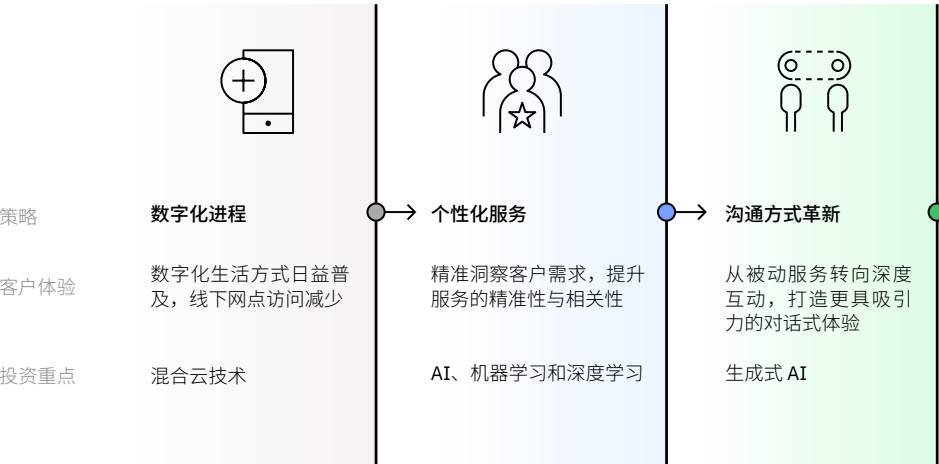 策略
数字化进程
个性化服务
沟通方式革新
客户体验
数字化生活方式日益普
及，线下网点访问减少
精准洞察客户需求，提升
服务的精准性与相关性
从被动服务转向深度
互动，打造更具吸引
力的对话式体验
投资重点
混合云技术
AI、机器学习和深度学习
生成式 AI